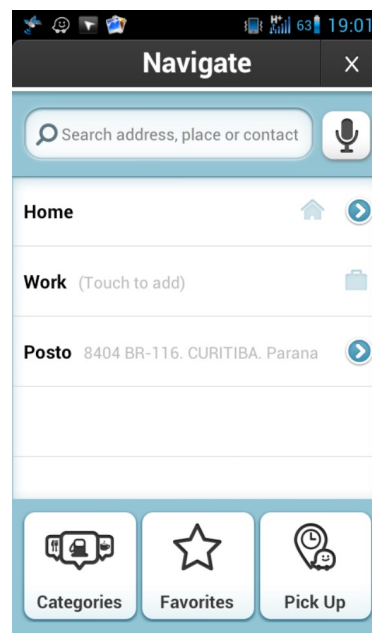 63 19:01
Navigate X
Search address, place or contact
Home
Work (Touch to add)
Posto 8404 BR-116. CURITIBA. Parana
Categories Favorites Pick Up